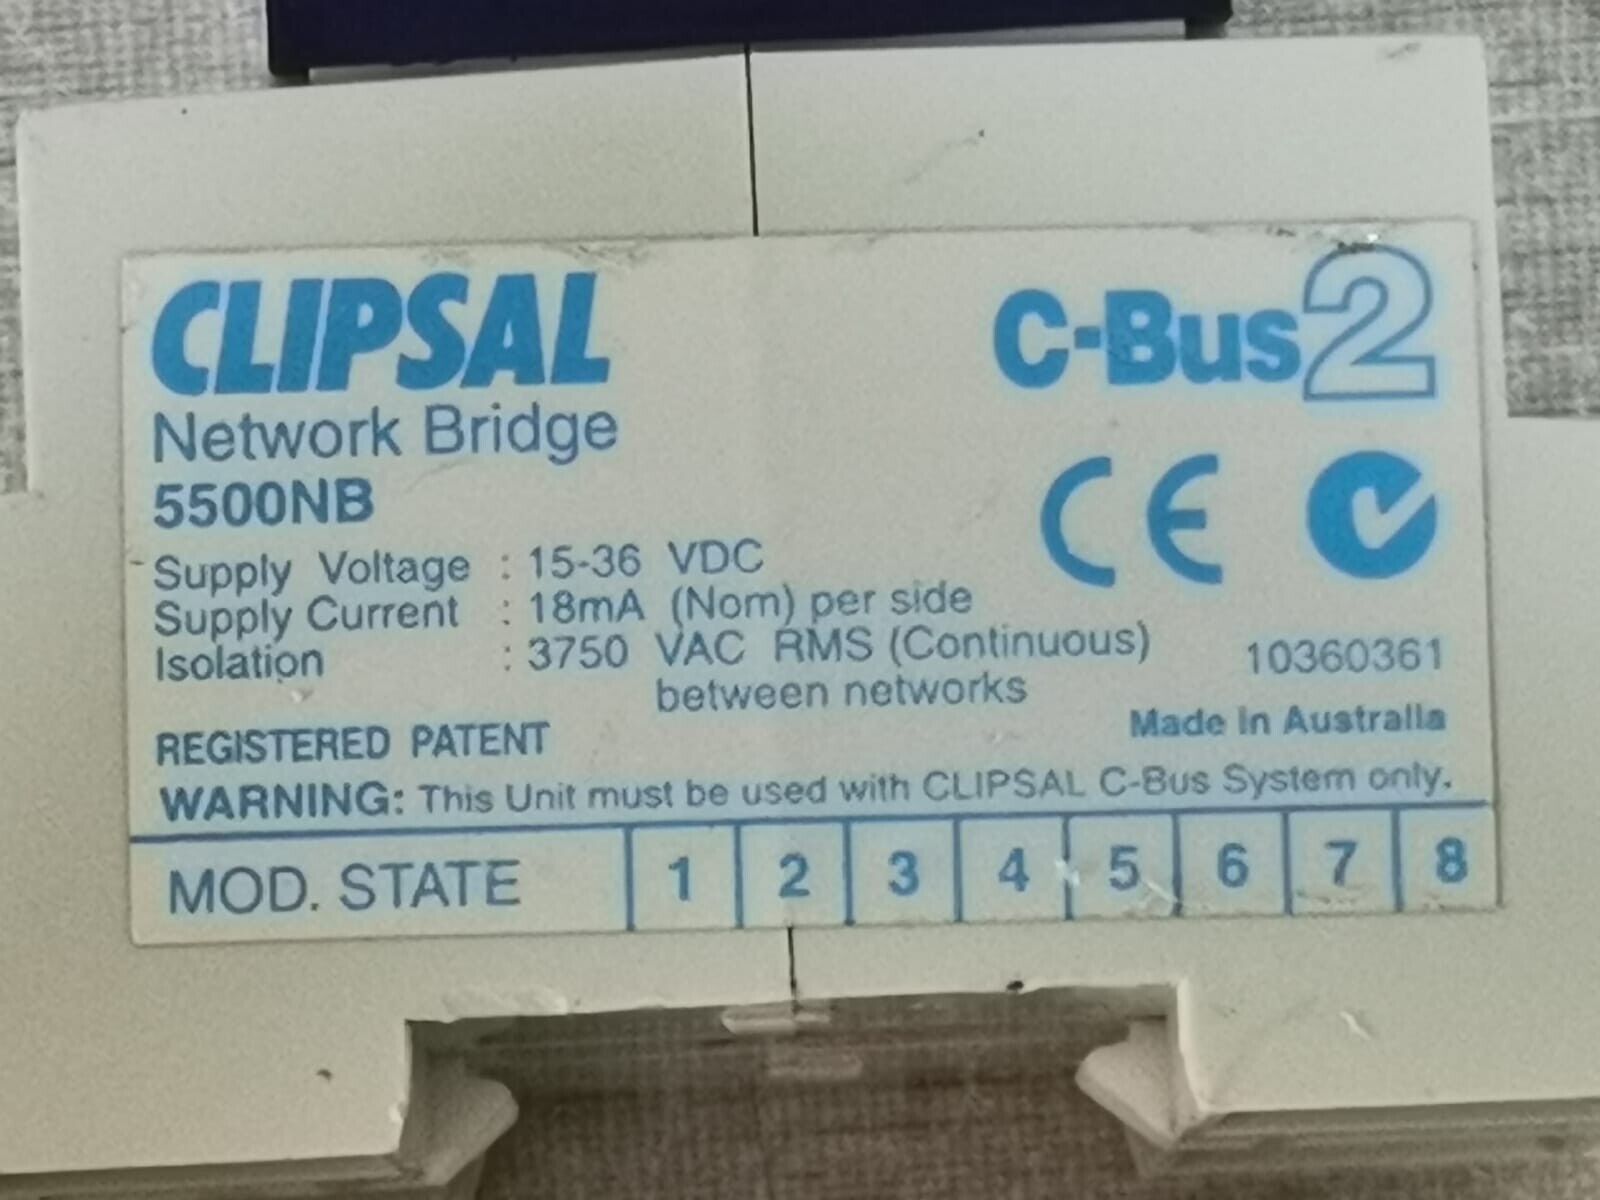 CLIPSAL
C-Bus2
Network Bridge
5500NB
CE
Supply Voltage : 15-36 VDC
Supply Current : 18mA (Nom) per side
Isolation : 3750 VAC RMS (Continuous)
between networks
10360361
REGISTERED PATENT
Made in Australia
WARNING: This Unit must be used with CLIPSAL C-Bus System only.
MOD. STATE 1 2 3 4 5 6 7 8